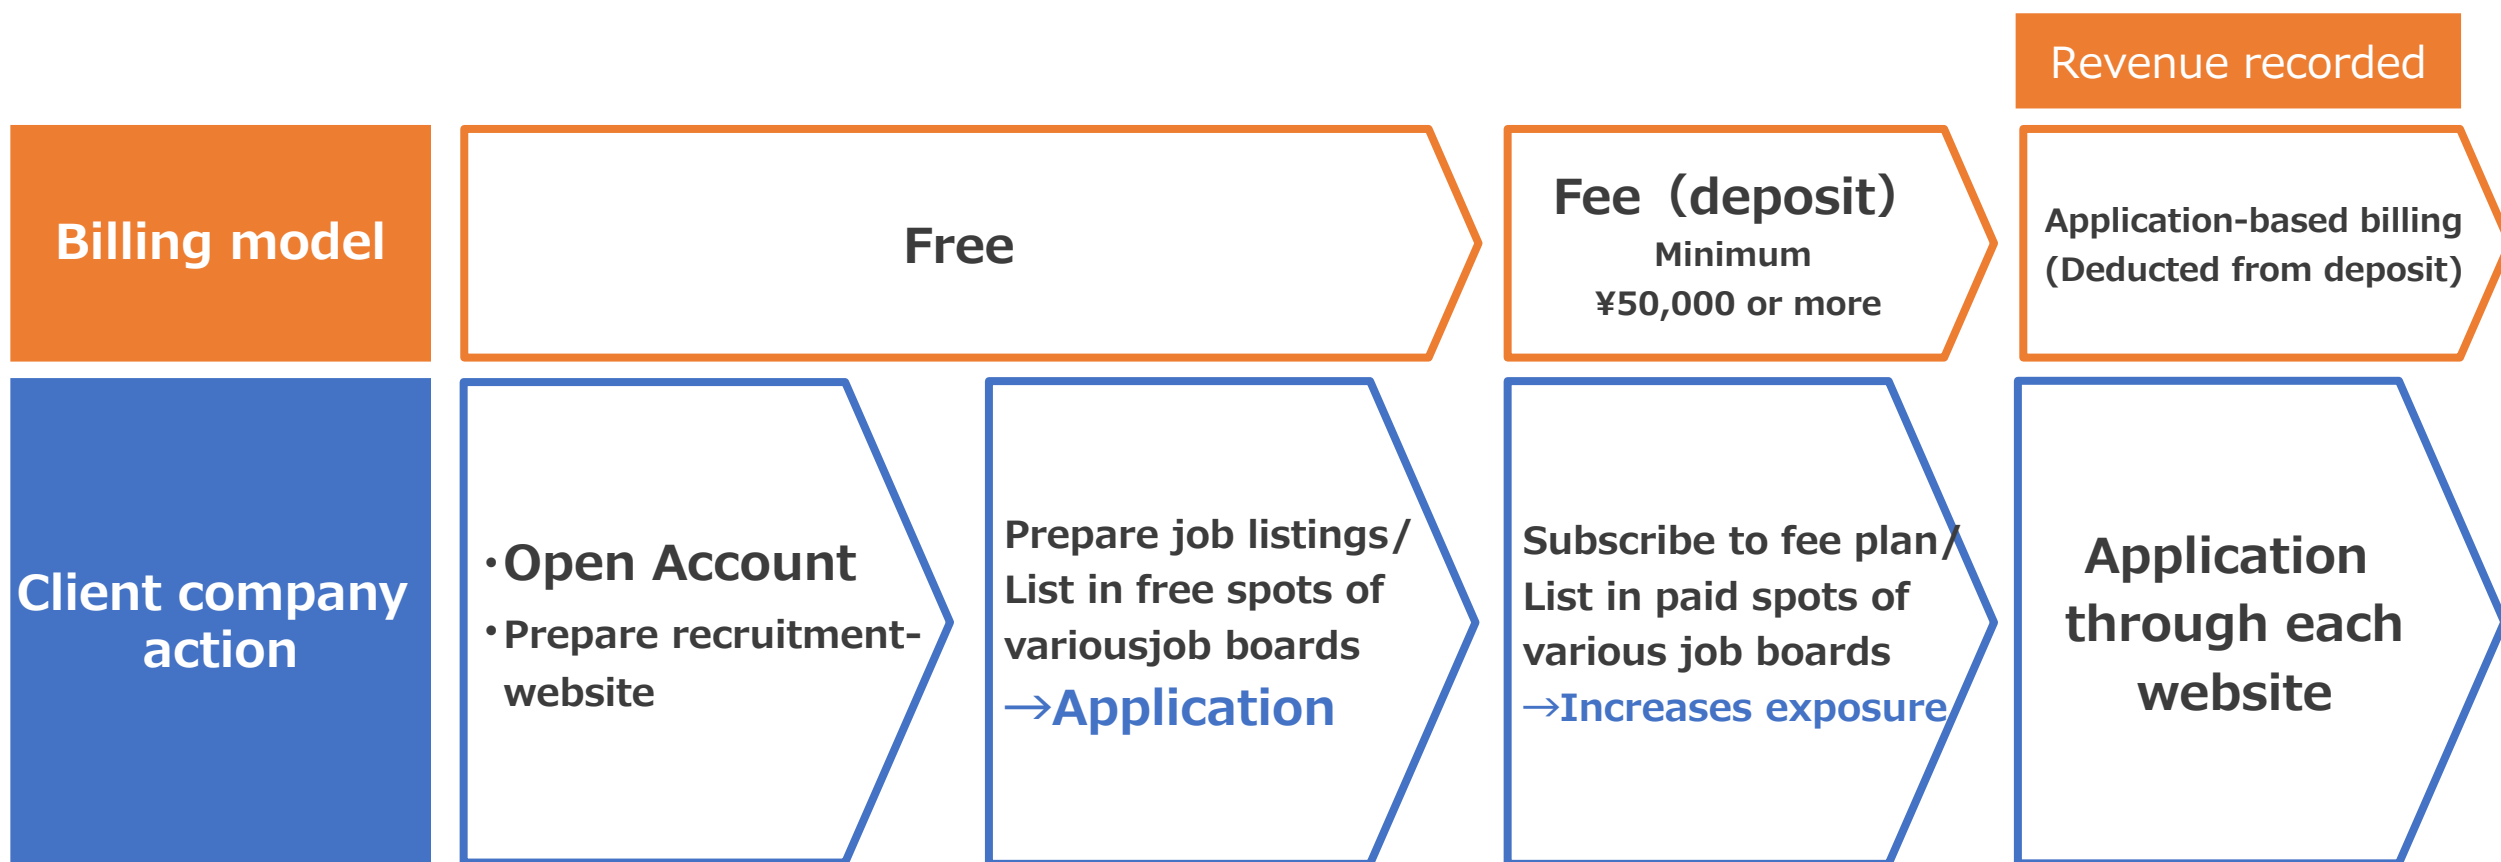 Revenue recorded
Billing model
Free
Fee（deposit）
Minimum
¥50,000 or more
Application-based billing
(Deducted from deposit)
Client company
action
・Open Account
・Prepare recruitment-
website
Prepare job listings/
List in free spots of
variousjob boards
→Application
Subscribe to fee plan/
List in paid spots of
various job boards
→Increases exposure
Application
through each
website